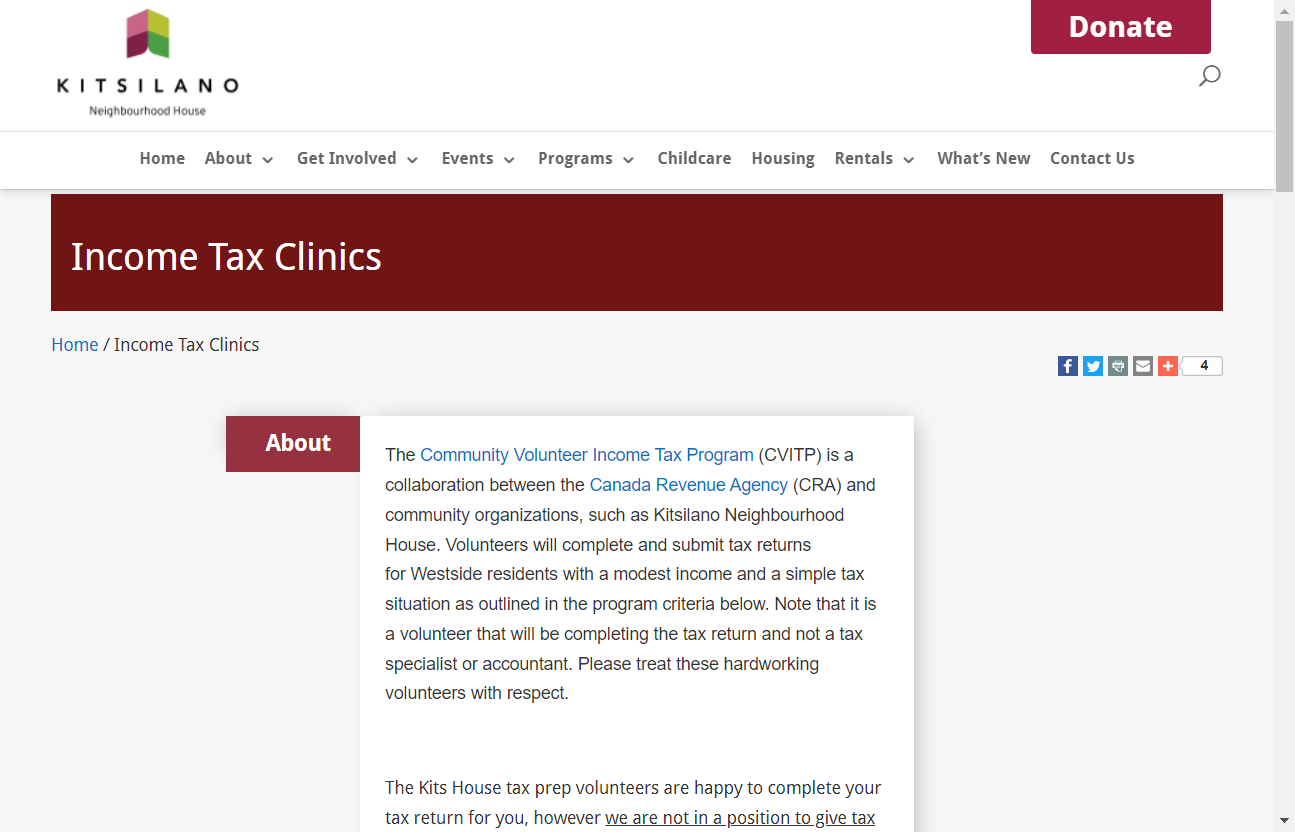 Donate
KITSILANO
Neighbourhood House
Home About Get Involved Events Programs Childcare Housing Rentals What’s New Contact Us
Income Tax Clinics
Home / Income Tax Clinics
4
About
The Community Volunteer Income Tax Program (CVITP) is a
collaboration between the Canada Revenue Agency (CRA) and
community organizations, such as Kitsilano Neighbourhood
House. Volunteers will complete and submit tax returns
for Westside residents with a modest income and a simple tax
situation as outlined in the program criteria below. Note that it is
a volunteer that will be completing the tax return and not a tax
specialist or accountant. Please treat these hardworking
volunteers with respect.
The Kits House tax prep volunteers are happy to complete your
tax return for you, however we are not in a position to give tax